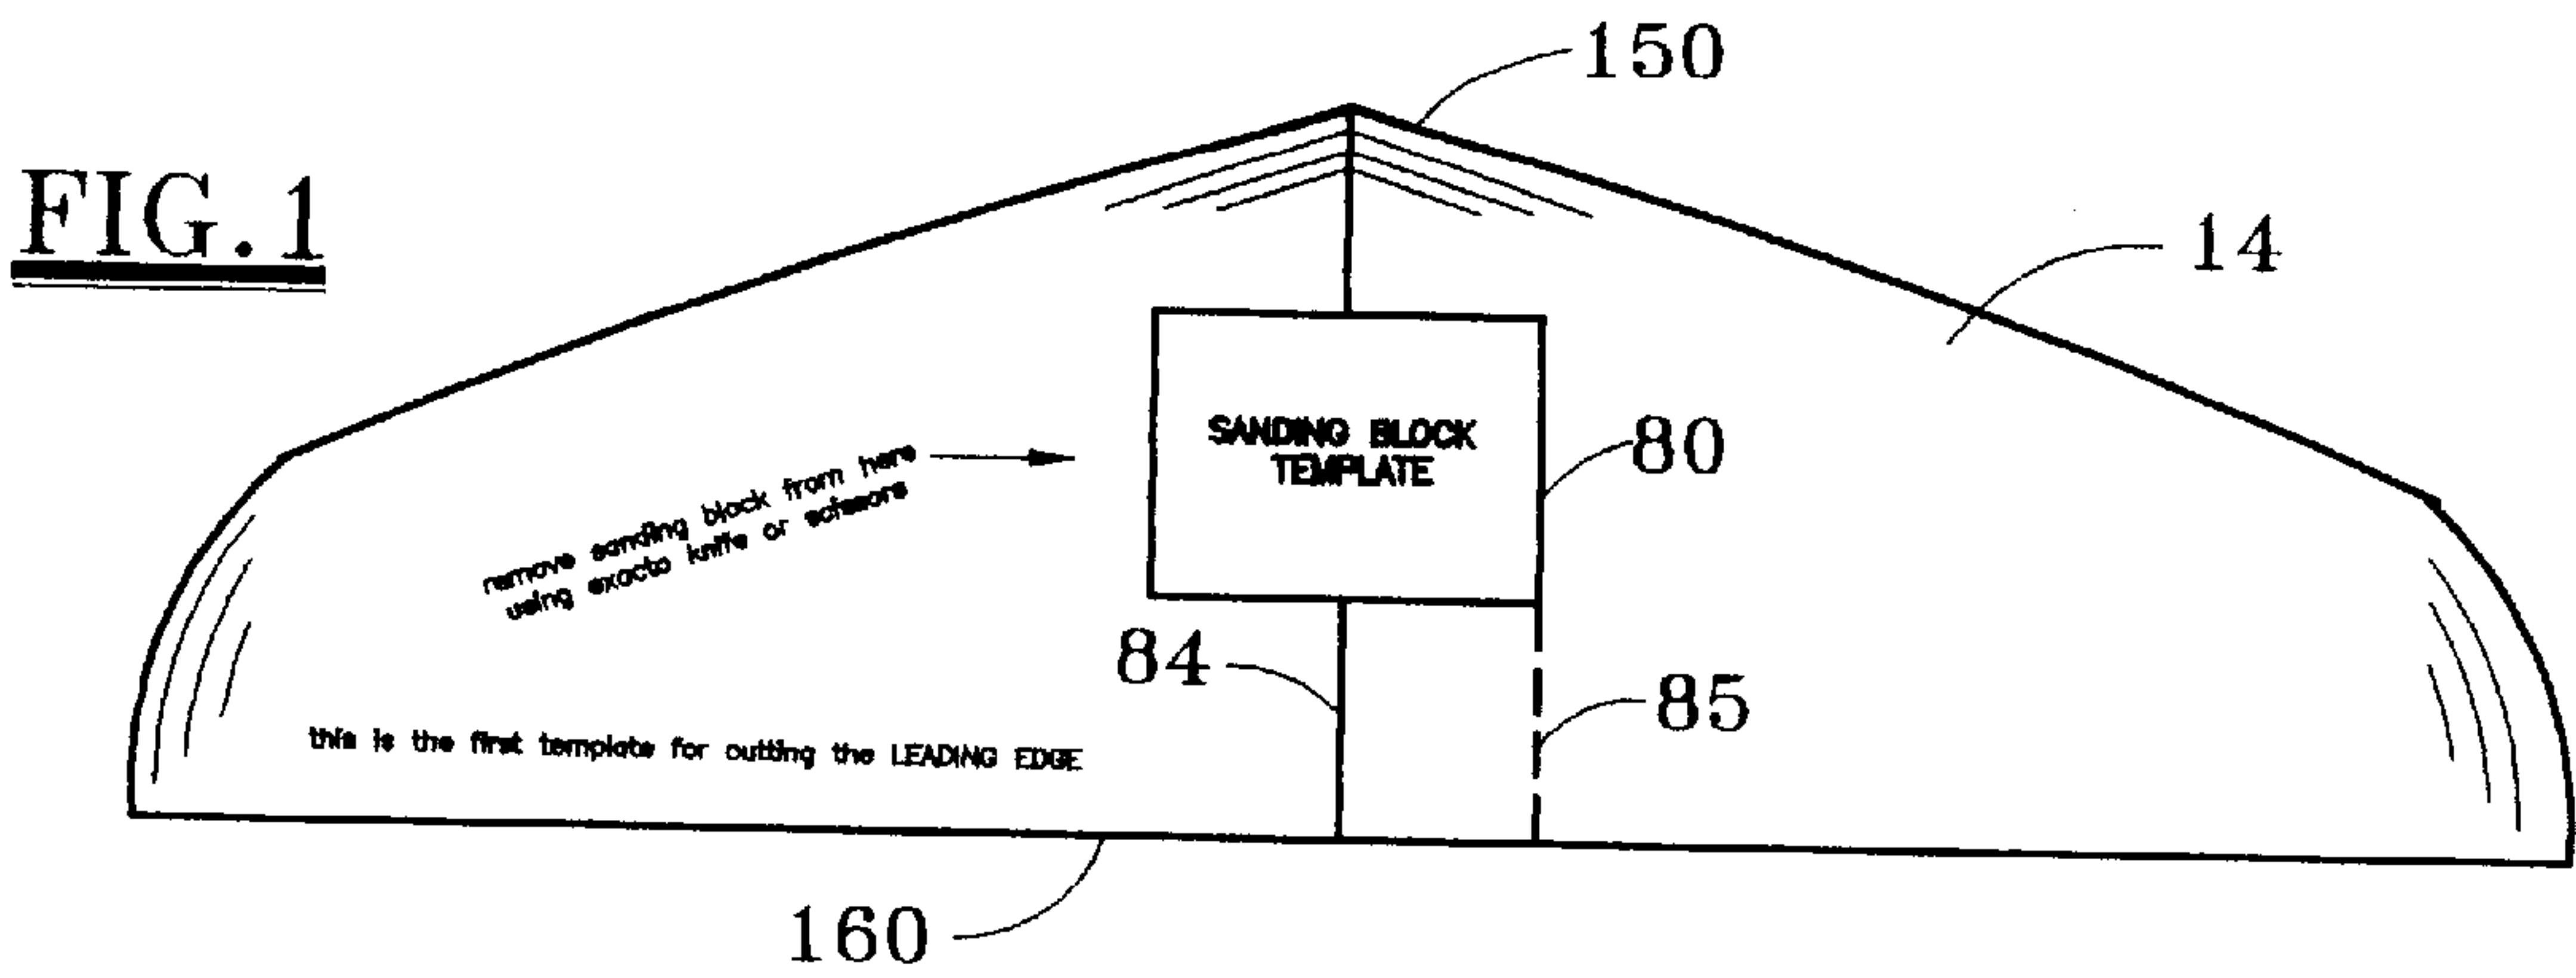 150
FIG.1
14
SANDING BLOCK
TEMPLATE
80
remove sanding block from here
using exacto knife or scissors
84
85
this is the first template for cutting the LEADING EDGE
160